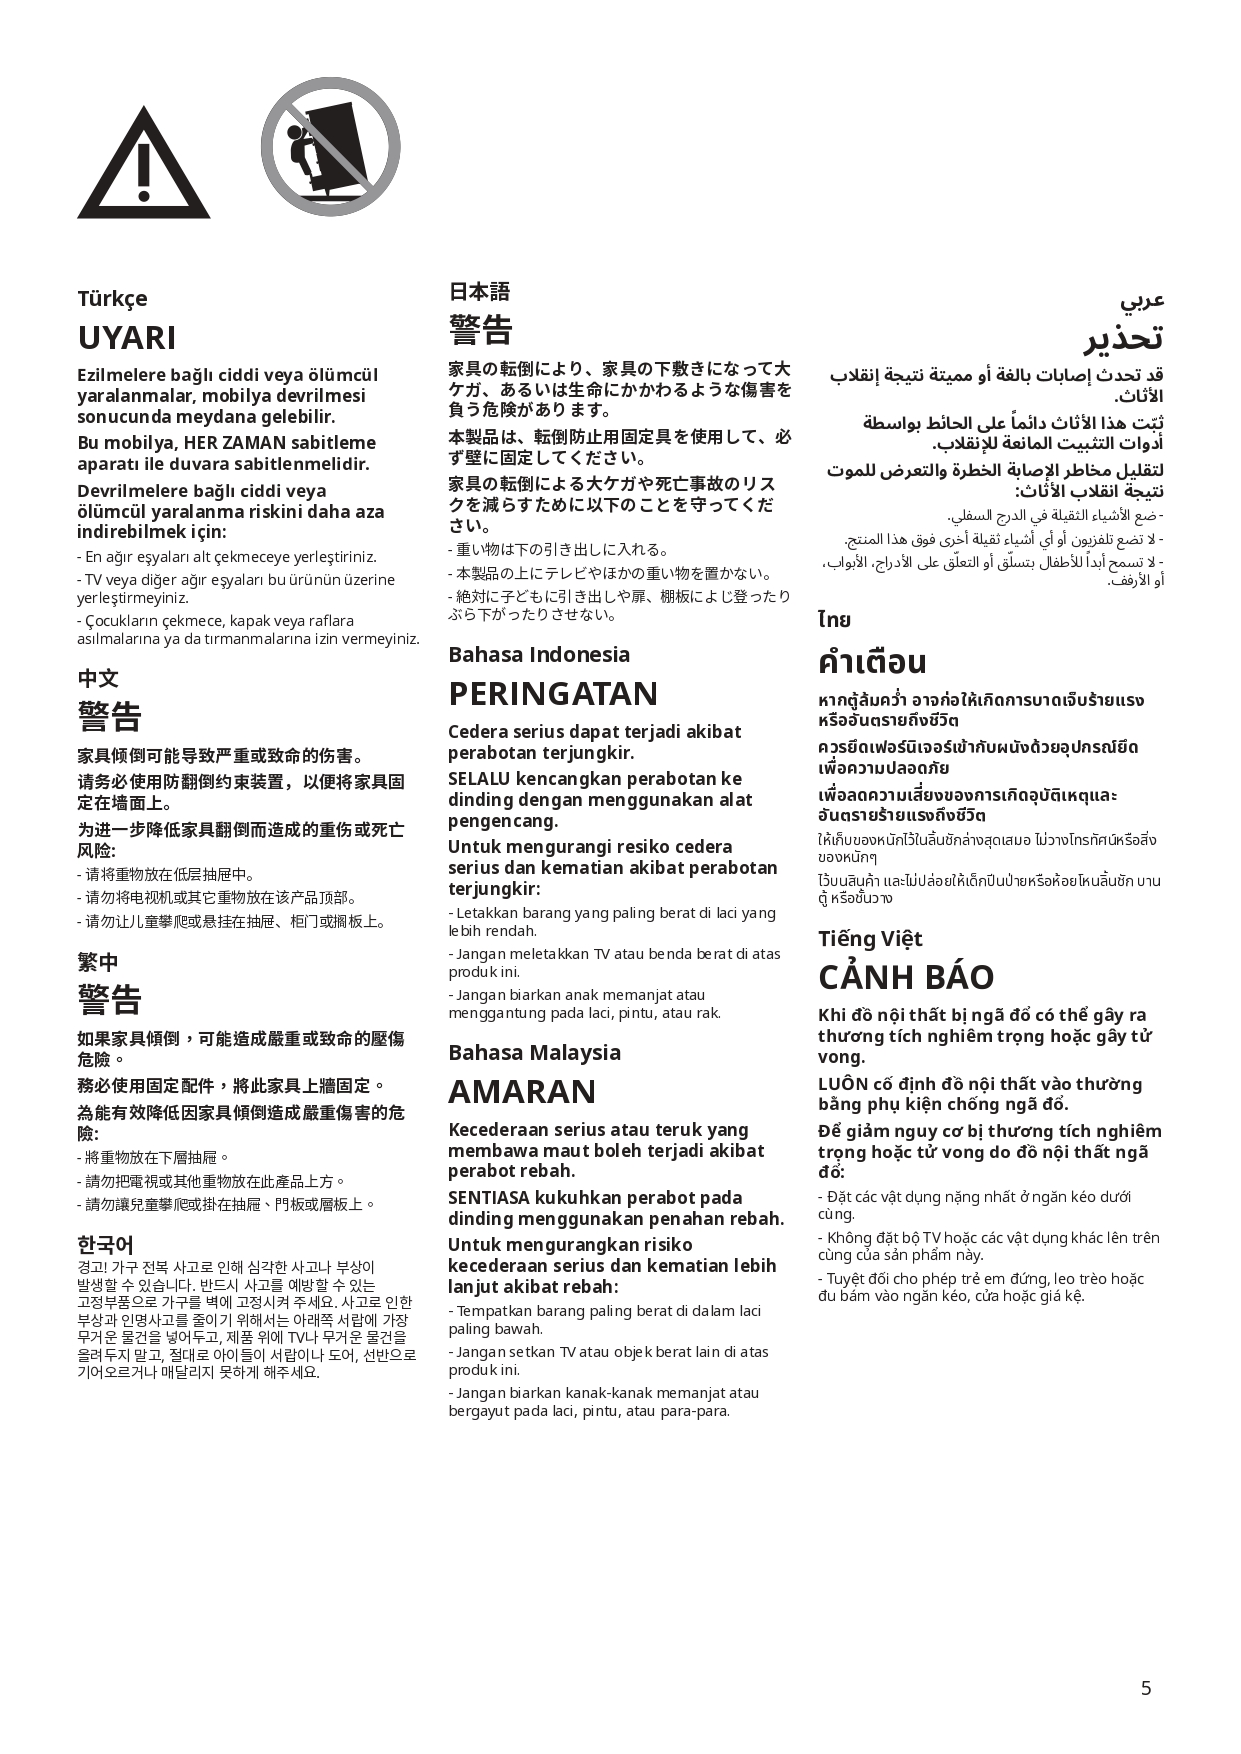 Türkçe
UYARI
Ezilmelere bağlı ciddi veya ölümcül
yaralanmalar, mobilya devrilmesi
sonucunda meydana gelebilir.
Bu mobilya, HER ZAMAN sabitleme
aparatı ile duvara sabitlenmelidir.
Devrilmelere bağlı ciddi veya
ölümcül yaralanma riskini daha aza
indirebilmek için:
- En ağır eşyaları alt çekmeceye yerleştiriniz.
- TV veya diğer ağır eşyaları bu ürünün üzerine
yerleştirmeyiniz.
- Çocukların çekmece, kapak veya raflara
asılmalarına ya da tırmanmalarına izin vermeyiniz.
中文
警告
家具倾倒可能导致严重或致命的伤害。
请务必使用防翻倒约束装置，以便将家具固
定在墙面上。
为进一步降低家具翻倒而造成的重伤或死亡
风险:
- 请将重物放在低层抽屉中。
- 请勿将电视机或其它重物放在该产品顶部。
- 请勿让儿童攀爬或悬挂在抽屉、柜门或搁板上。
繁中
警告
如果家具傾倒，可能造成嚴重或致命的壓傷
危險。
務必使用固定配件，將此家具上牆固定。
為能有效降低因家具傾倒造成嚴重傷害的危
險:
- 將重物放在下層抽屜。
- 請勿把電視或其他重物放在此產品上方。
- 請勿讓兒童攀爬或掛在抽屜、門板或層板上。
한국어
경고! 가구 전복 사고로 인해 심각한 사고나 부상이
발생할 수 있습니다. 반드시 사고를 예방할 수 있는
고정부품으로 가구를 벽에 고정시켜 주세요. 사고로 인한
부상과 인명사고를 줄이기 위해서는 아래쪽 서랍에 가장
무거운 물건을 넣어두고, 제품 위에 TV나 무거운 물건을
올려두지 말고, 절대로 아이들이 서랍이나 도어, 선반으로
기어오르거나 매달리지 못하게 해주세요.
日本語
警告
家具の転倒により、家具の下敷きになって大
ケガ、あるいは生命にかかわるような傷害を
負う危険があります。
本製品は、転倒防止用固定具を使用して、必
ず壁に固定してください。
家具の転倒による大ケガや死亡事故のリス
クを減らすために以下のことを守ってくだ
さい。
- 重い物は下の引き出しに入れる。
- 本製品の上にテレビやほかの重い物を置かない。
- 絶対に子どもに引き出しや扉、棚板によじ登ったり
ぶら下がったりさせない。
Bahasa Indonesia
PERINGATAN
Cedera serius dapat terjadi akibat
perabotan terjungkir.
SELALU kencangkan perabotan ke
dinding dengan menggunakan alat
pengencang.
Untuk mengurangi resiko cedera
serius dan kematian akibat perabotan
terjungkir:
- Letakkan barang yang paling berat di laci yang
lebih rendah.
- Jangan meletakkan TV atau benda berat di atas
produk ini.
- Jangan biarkan anak memanjat atau
menggantung pada laci, pintu, atau rak.
Bahasa Malaysia
AMARAN
Kecederaan serius atau teruk yang
membawa maut boleh terjadi akibat
perabot rebah.
SENTIASA kukuhkan perabot pada
dinding menggunakan penahan rebah.
Untuk mengurangkan risiko
kecederaan serius dan kematian lebih
lanjut akibat rebah:
- Tempatkan barang paling berat di dalam laci
paling bawah.
- Jangan setkan TV atau objek berat lain di atas
produk ini.
- Jangan biarkan kanak-kanak memanjat atau
bergayut pada laci, pintu, atau para-para.
عربي
تحذير
قد تحدث إصابات بالغة أو مميتة نتيجة إنقلاب
الأثاث.
ثبّت هذا الأثاث دائماً على الحائط بواسطة
أدوات التثبيت المانعة للإنقلاب.
لتقليل مخاطر الإصابة الخطرة والتعرض للموت
نتيجة انقلاب الأثاث:
- ضع الأشياء الثقيلة في الدرج السفلي.
- لا تضع تلفزيون أو أي أشياء ثقيلة أخرى فوق هذا المنتج.
- لا تسمح أبداً للأطفال بتسلّق أو التعلّق على الأدراج، الأبواب،
أو الأرفف.
ไทย
คำเตือน
หากตู้ล้มคว่ำ อาจก่อให้เกิดการบาดเจ็บร้ายแรง
หรืออันตรายถึงชีวิต
ควรยึดเฟอร์นิเจอร์เข้ากับผนังด้วยอุปกรณ์ยึด
เพื่อความปลอดภัย
เพื่อลดความเสี่ยงของการเกิดอุบัติเหตุและ
อันตรายร้ายแรงถึงชีวิต
ให้เก็บของหนักไว้ในลิ้นชักล่างสุดเสมอ ไม่วางโทรทัศน์หรือสิ่ง
ของหนักๆ
ไว้บนสินค้า และไม่ปล่อยให้เด็กปีนป่ายหรือห้อยโหนลิ้นชัก บาน
ตู้ หรือชั้นวาง
Tiếng Việt
CẢNH BÁO
Khi đồ nội thất bị ngã đổ có thể gây ra
thương tích nghiêm trọng hoặc gây tử
vong.
LUÔN cố định đồ nội thất vào thường
bằng phụ kiện chống ngã đổ.
Để giảm nguy cơ bị thương tích nghiêm
trọng hoặc tử vong do đồ nội thất ngã
đổ:
- Đặt các vật dụng nặng nhất ở ngăn kéo dưới
cùng.
- Không đặt bộ TV hoặc các vật dụng khác lên trên
cùng của sản phẩm này.
- Tuyệt đối cho phép trẻ em đứng, leo trèo hoặc
đu bám vào ngăn kéo, cửa hoặc giá kệ.
5